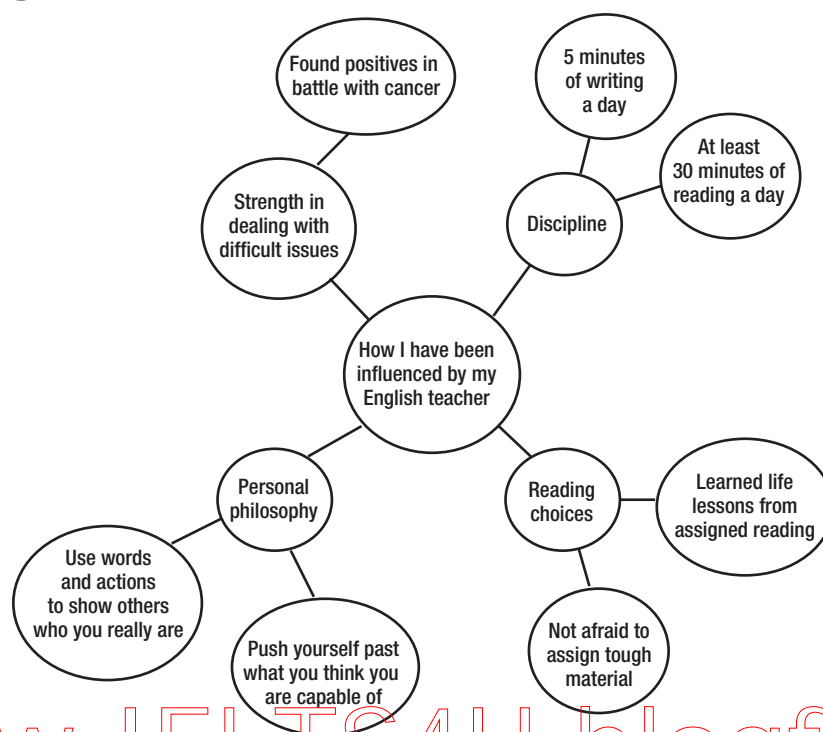 Found positives in
battle with cancer
5 minutes
of writing
a day
At least
30 minutes of
reading a day
Strength in
dealing with
difficult issues
Discipline
How I have been
influenced by my
English teacher
Personal
philosophy
Reading
choices
Learned life
lessons from
assigned reading
Use words
and actions
to show others
who you really are
Push yourself past
what you think you
are capable of
Not afraid to
assign tough
material